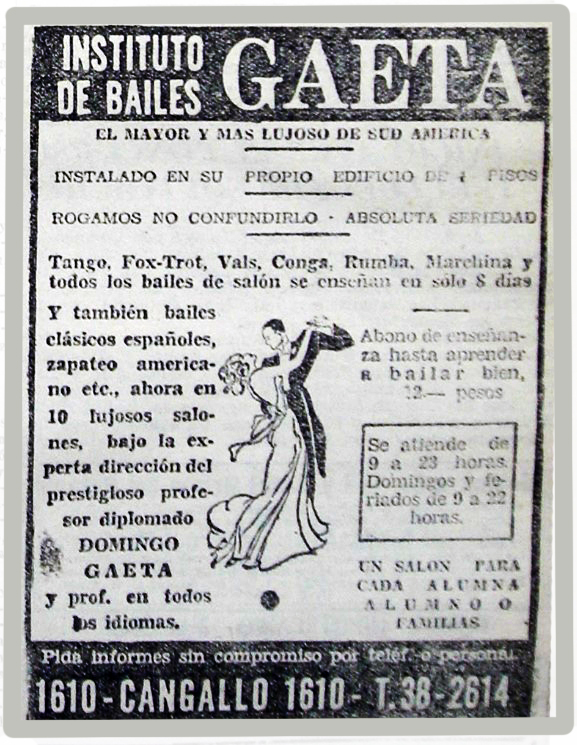 INSTITUTO
DE BAILES
GAETA
EL MAYOR Y MAS LUJOSO DE SUD AMERICA
INSTALADO EN SU PROPIO EDIFICIO DE 4 PISOS
ROGAMOS NO CONFUNDIRLO - ABSOLUTA SERIEDAD
Tango, Fox-Trot, Vals, Conga, Rumba, Marchina y
todos los bailes de salón se enseñan en sólo 8 días
Y también bailes
clásicos españoles,
zapateo america-
no etc., ahora en
10 lujosos salo-
nes, bajo la ex-
perta dirección del
prestigioso profe-
sor diplomado
DOMINGO
GAETA
y prof. en todos
los idiomas.
Abono de enseñan-
za hasta aprender
a bailar bien,
12.— pesos
Se atiende de
9 a 23 horas.
Domingos y fe-
riados de 9 a 22
horas.
UN SALON PARA
CADA ALUMNA
ALUMNO O
FAMILIAS
Pida informes sin compromiso por teléf. o personal.
1610-CANGALLO 1610- T.38-2614